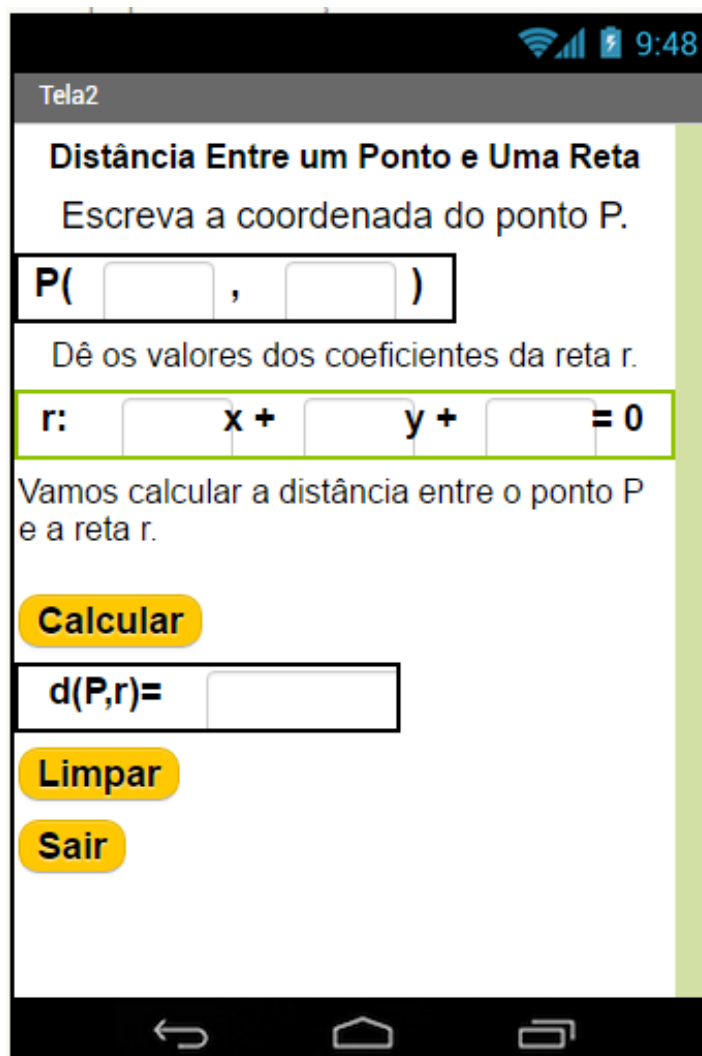 9:48
Tela2
Distância Entre um Ponto e Uma Reta
Escreva a coordenada do ponto P.
P( , )
Dê os valores dos coeficientes da reta r.
r: x + y + = 0
Vamos calcular a distância entre o ponto P
e a reta r.
Calcular
d(P,r)=
Limpar
Sair